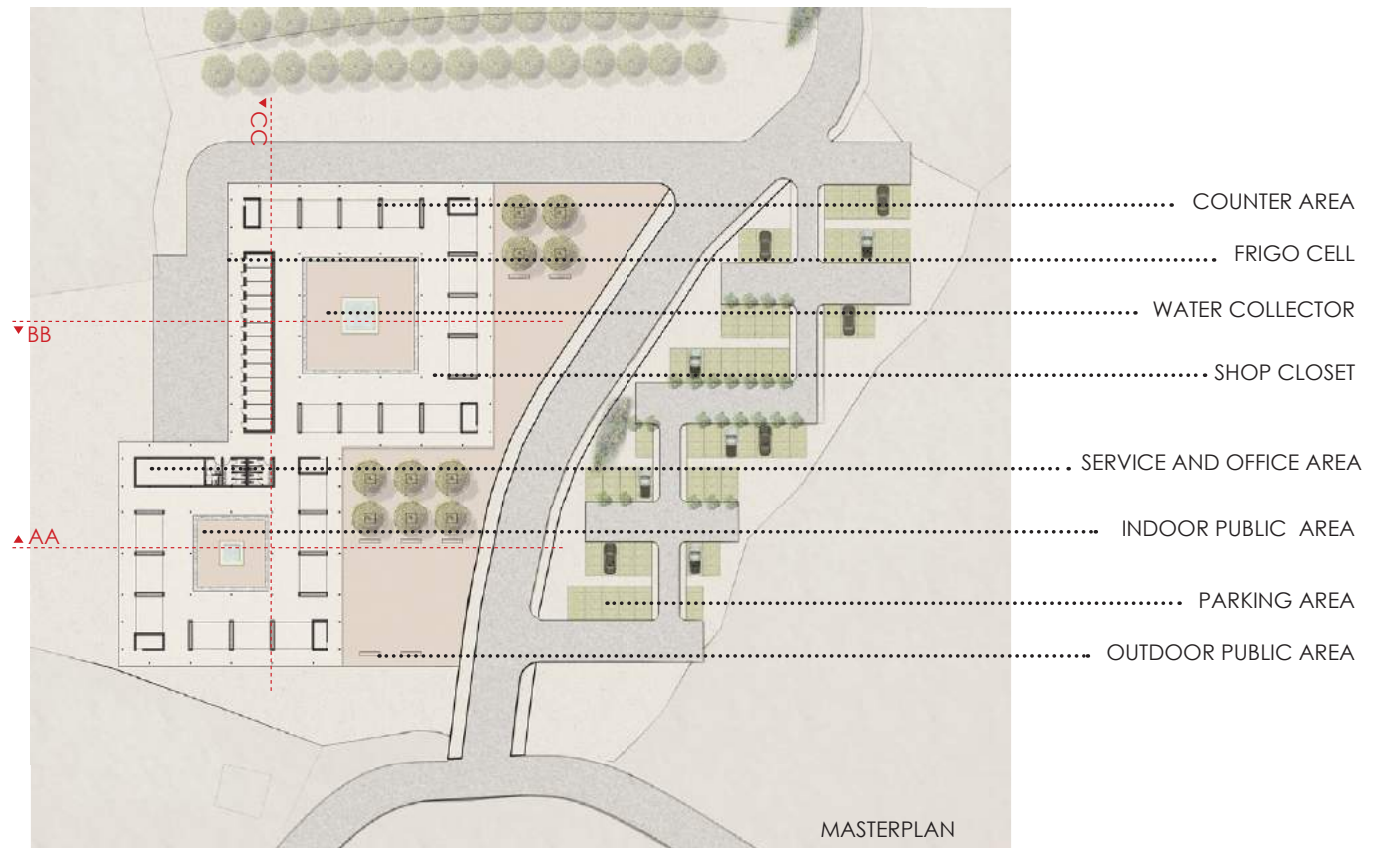 CC
COUNTER AREA
FRIGO CELL
WATER COLLECTOR
BB
SHOP CLOSET
SERVICE AND OFFICE AREA
INDOOR PUBLIC AREA
AA
PARKING AREA
OUTDOOR PUBLIC AREA
MASTERPLAN